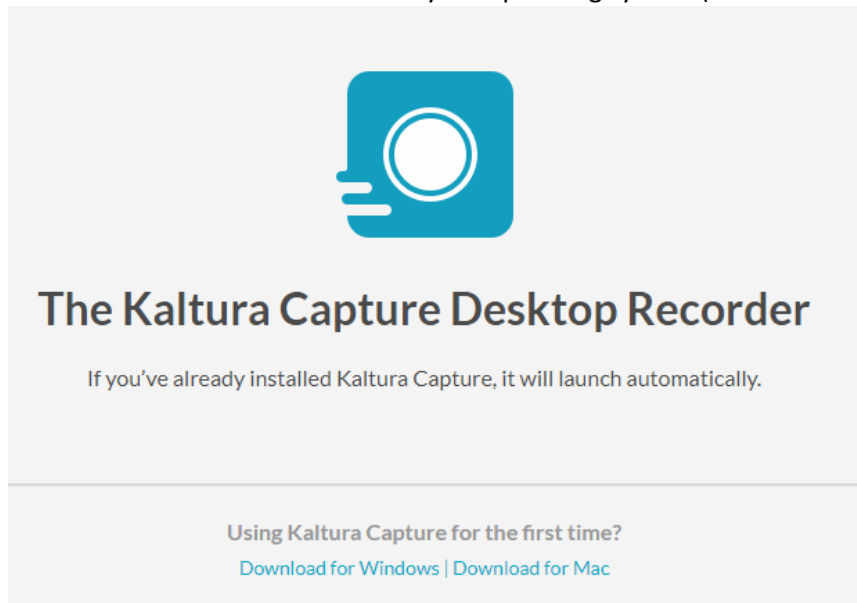 The Kaltura Capture Desktop Recorder
If you've already installed Kaltura Capture, it will launch automatically.
Using Kaltura Capture for the first time?
Download for Windows | Download for Mac